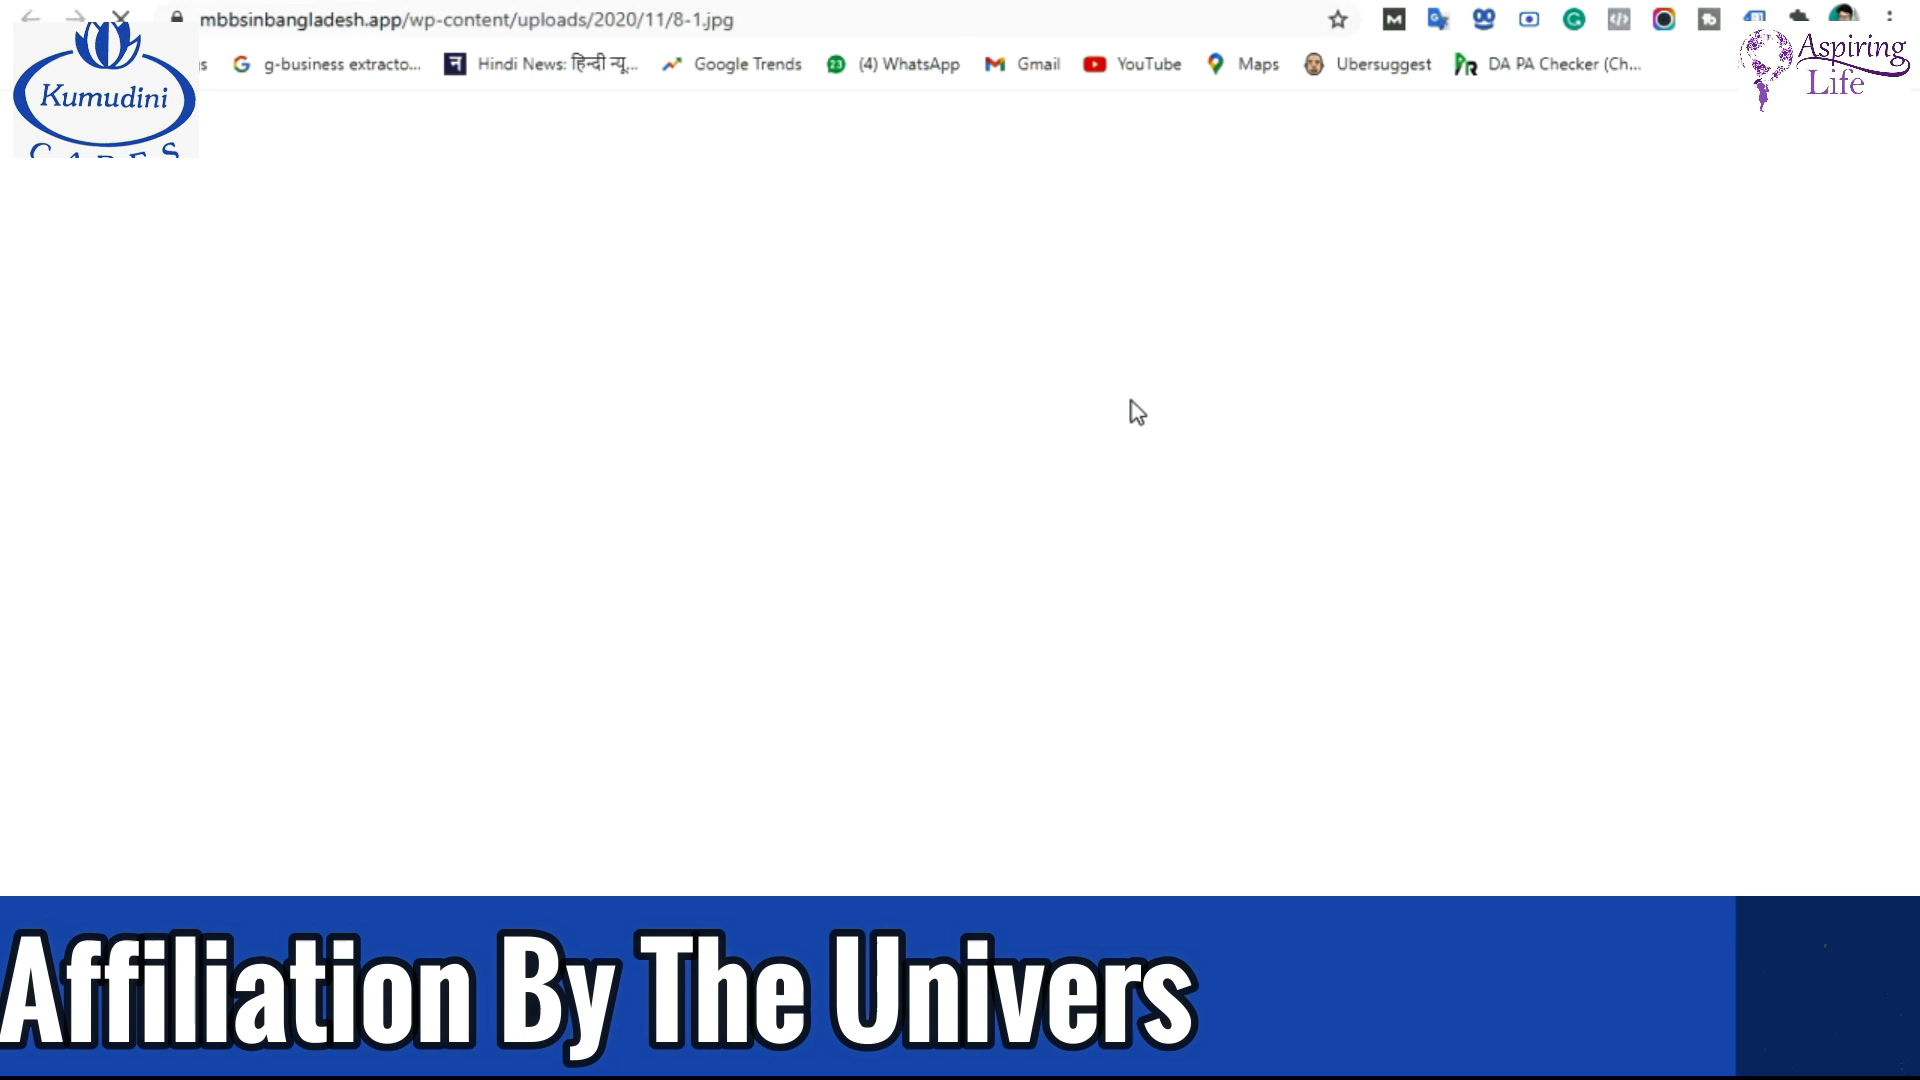 mbbsinbangladesh.app/wp-content/uploads/2020/11/8-1.jpg
s g-business extracto... Hindi News: हिन्दी न्यू... Google Trends (4) WhatsApp Gmail YouTube Maps Ubersuggest DA PA Checker (Ch...
Kumudini
CARES
Aspiring
Life
Affiliation By The Univers